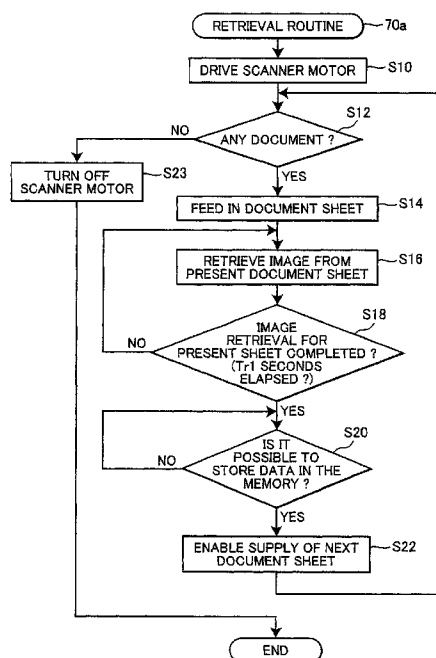 RETRIEVAL ROUTINE
70a
DRIVE SCANNER MOTOR
S10
ANY DOCUMENT ?
S12
NO
YES
TURN OFF
SCANNER MOTOR
S23
FEED IN DOCUMENT SHEET
S14
RETRIEVE IMAGE FROM
PRESENT DOCUMENT SHEET
S16
IMAGE
RETRIEVAL FOR
PRESENT SHEET COMPLETED ?
(Tr1 SECONDS
ELAPSED ?)
S18
NO
YES
IS IT
POSSIBLE TO
STORE DATA IN THE
MEMORY ?
S20
NO
YES
ENABLE SUPPLY OF NEXT
DOCUMENT SHEET
S22
END